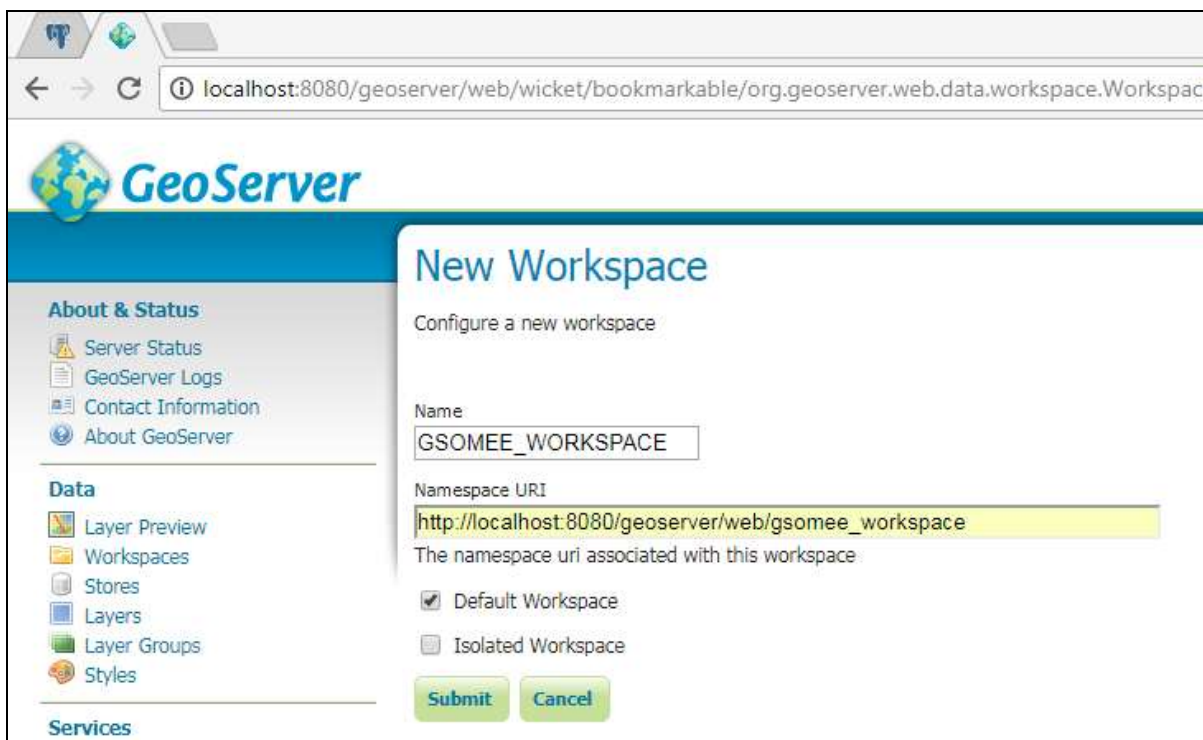 localhost:8080/geoserver/web/wicket/bookmarkable/org.geoserver.web.data.workspace.Workspac
GeoServer
New Workspace
Configure a new workspace
About & Status
Server Status
GeoServer Logs
Contact Information
About GeoServer
Data
Layer Preview
Workspaces
Stores
Layers
Layer Groups
Styles
Services
Name
GSOMEE_WORKSPACE
Namespace URI
http://localhost:8080/geoserver/web/gsomee_workspace
The namespace uri associated with this workspace
Default Workspace
Isolated Workspace
Submit
Cancel